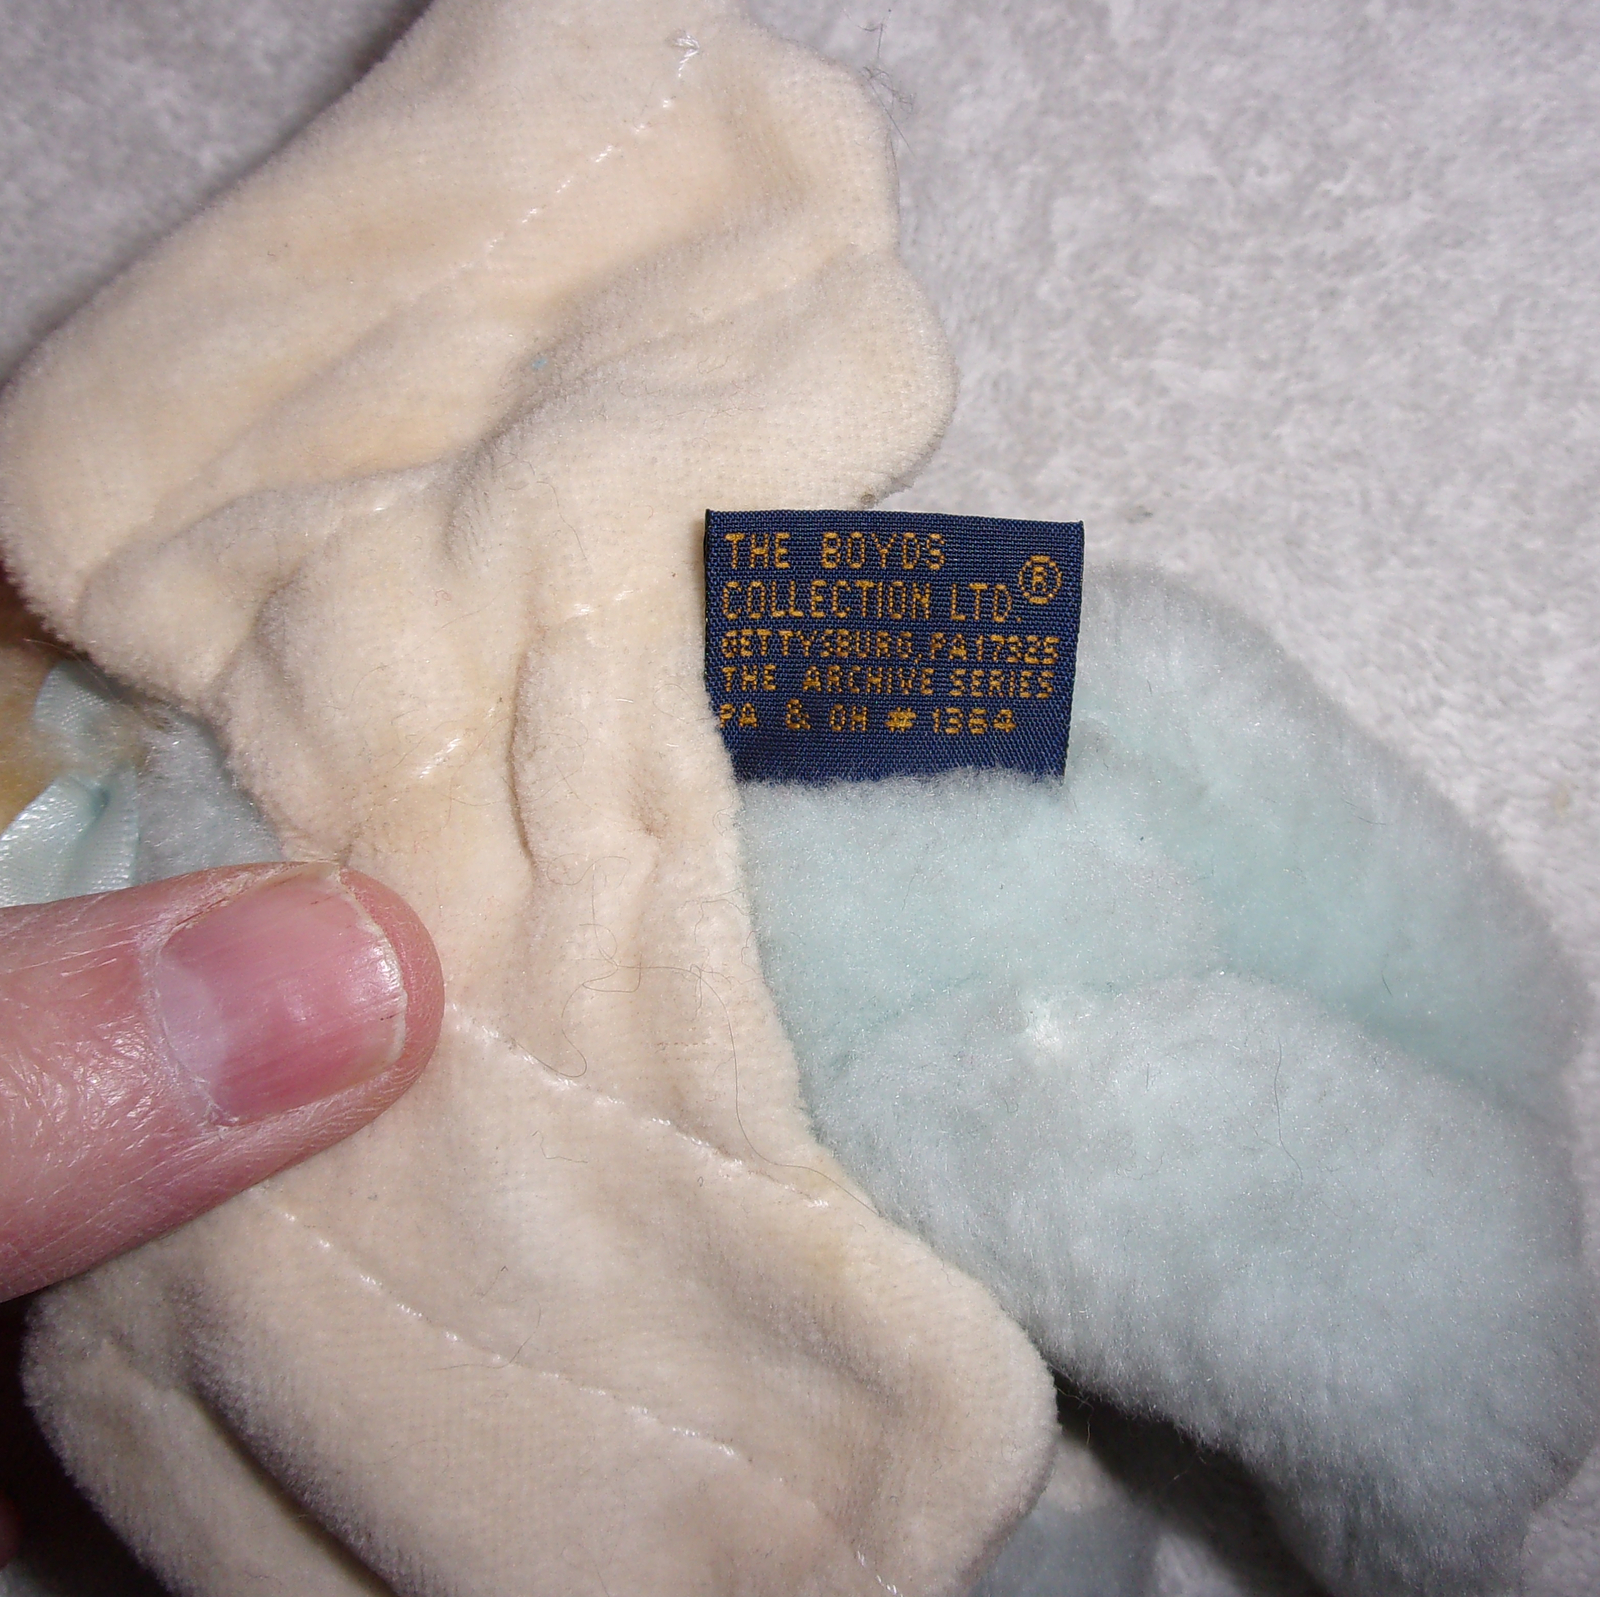 THE BOYDS
COLLECTION LTD.®
GETTYSBURG, PA 17325
THE ARCHIVE SERIES
PA & OH # 1364